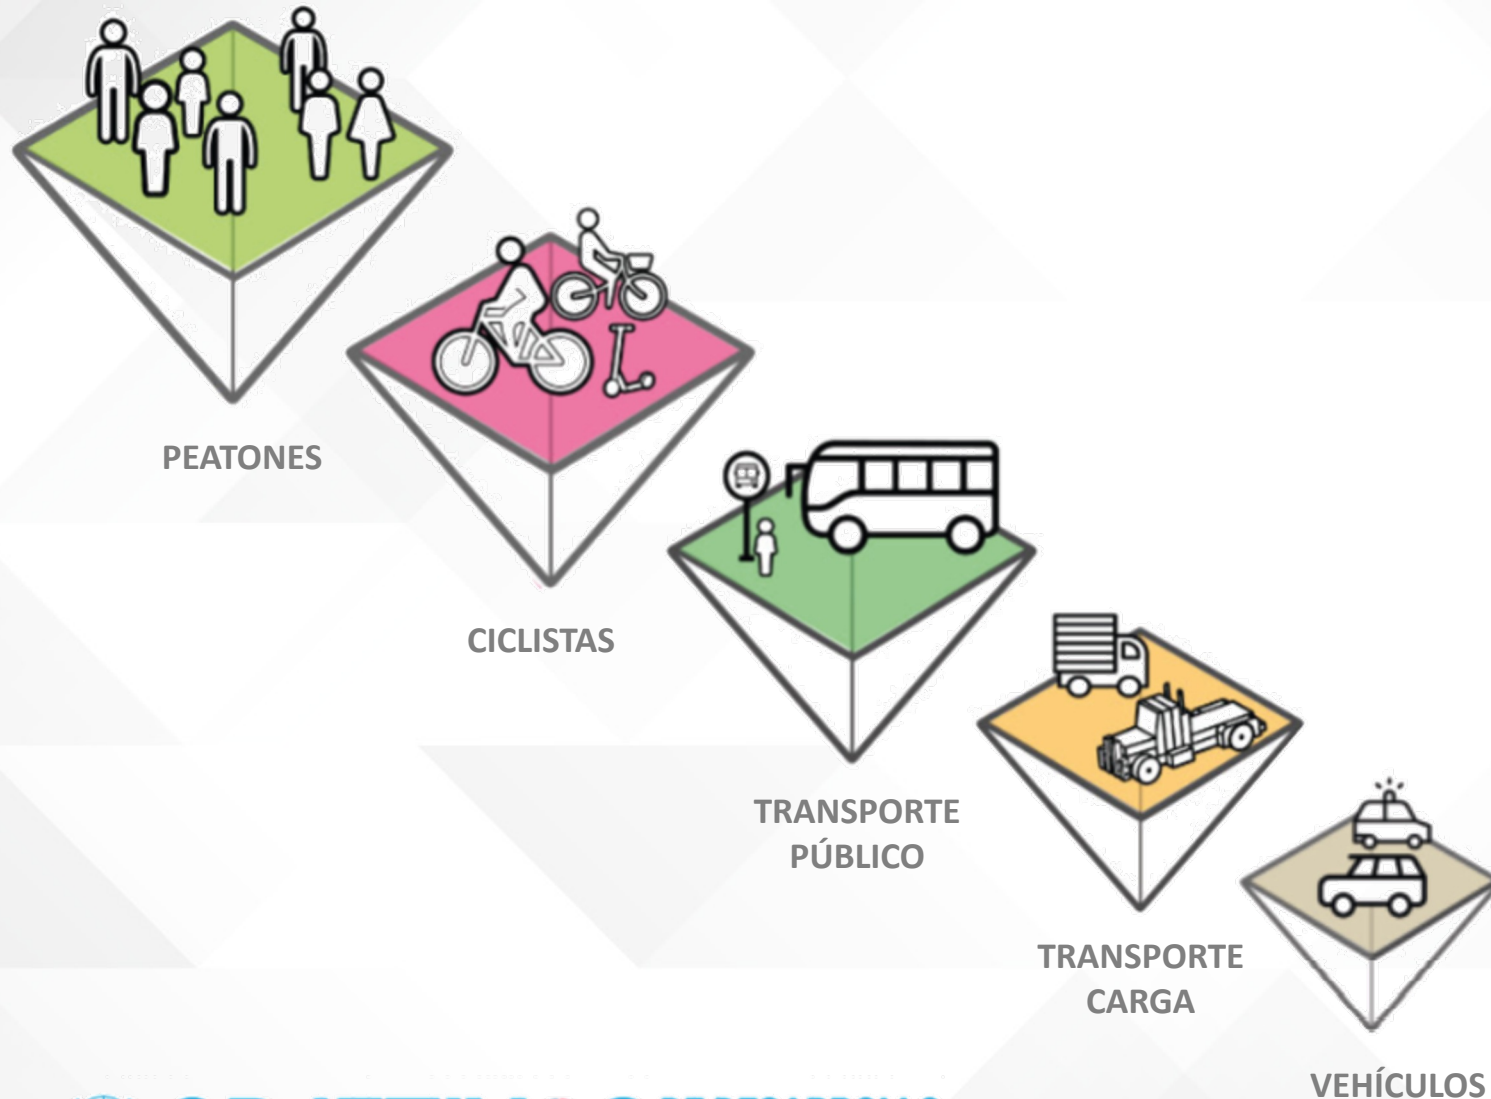 PEATONES
CICLISTAS
TRANSPORTE
PÚBLICO
TRANSPORTE
CARGA
VEHÍCULOS